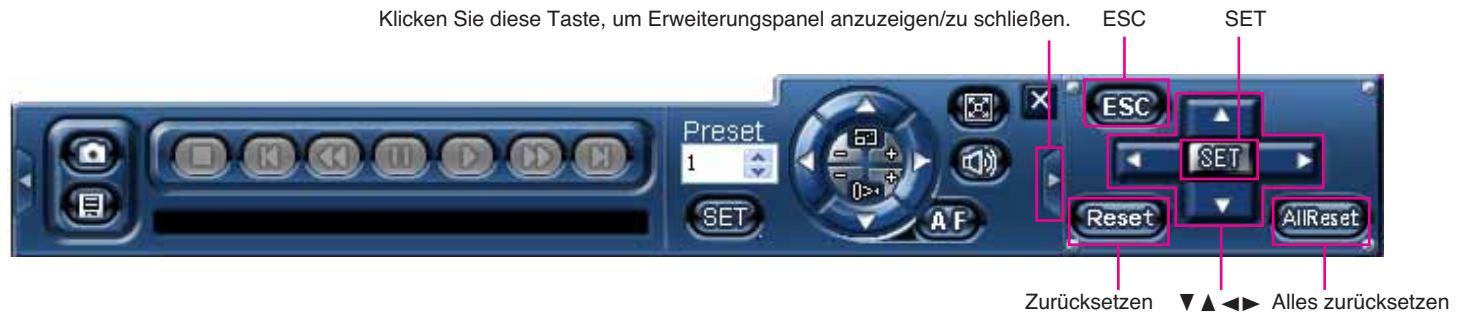 Klicken Sie diese Taste, um Erweiterungspanel anzuzeigen/zu schließen. ESC SET
ESC
Preset
1
SET
SET
AF
Reset
AllReset
Zurücksetzen ▼▲◄► Alles zurücksetzen